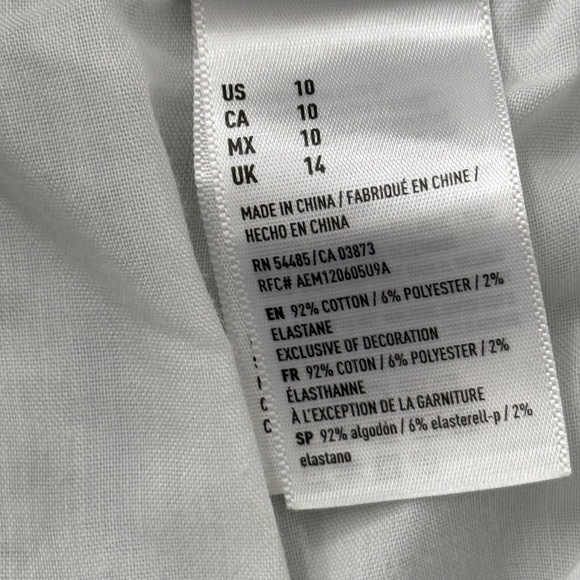 US 10
CA 10
MX 10
UK 14
MADE IN CHINA / FABRIQUÉ EN CHINE /
HECHO EN CHINA
RN 54485 / CA 03873
RFC# AEM120605U9A
EN 92% COTTON / 6% POLYESTER / 2%
ELASTANE
EXCLUSIVE OF DECORATION
FR 92% COTON / 6% POLYESTER / 2%
ÉLASTHANNE
À L'EXCEPTION DE LA GARNITURE
SP 92% algodón / 6% elasterell-p / 2%
elastano